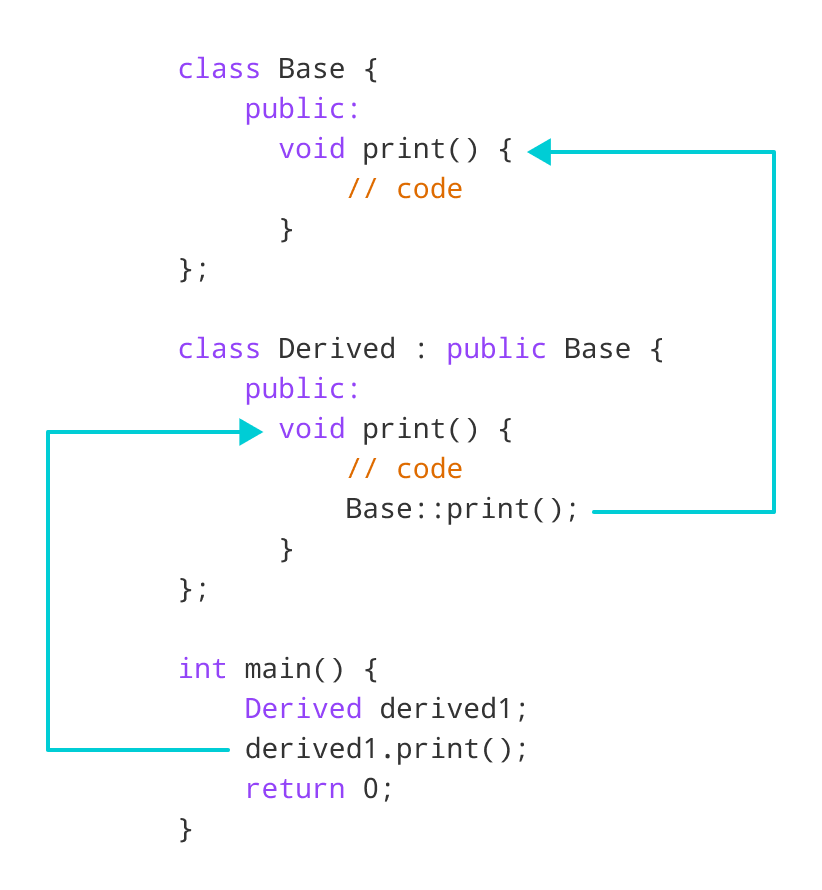 class Base {
    public:
      void print() {
          // code
      }
};

class Derived : public Base {
    public:
      void print() {
          // code
          Base::print();
      }
};

int main() {
    Derived derived1;
    derived1.print();
    return 0;
}